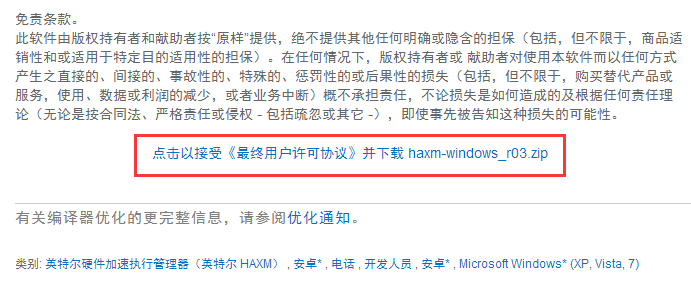 免责条款。
此软件由版权持有者和献助者按“原样”提供，绝不提供其他任何明确或隐含的担保（包括，但不限于，商品适
销性和或适用于特定目的适用性的担保）。在任何情况下，版权持有者或 献助者对使用本软件而以任何方式
产生之直接的、间接的、事故性的、特殊的、惩罚性的或后果性的损失（包括，但不限于，购买替代产品或
服务，使用、数据或利润的减少，或者业务中断）概不承担责任，不论损失是如何造成的及根据任何责任理
论（无论是按合同法、严格责任或侵权 - 包括疏忽或其它 -），即使事先被告知这种损失的可能性。
点击以接受《最终用户许可协议》并下载 haxm-windows_r03.zip
有关编译器优化的更完整信息，请参阅优化通知。
类别: 英特尔硬件加速执行管理器（英特尔 HAXM） , 安卓* , 电话 , 开发人员 , 安卓* , Microsoft Windows* (XP, Vista, 7)